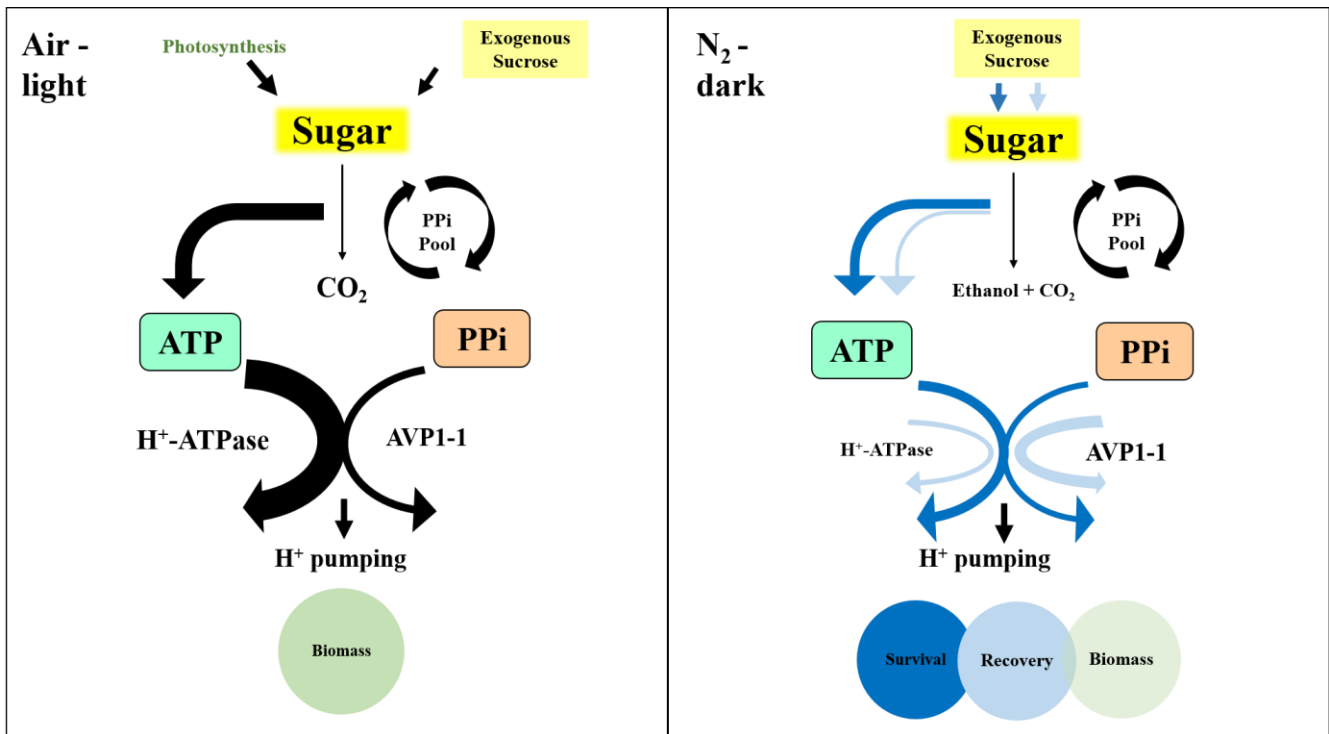 Air -
light
Photosynthesis
Exogenous
Sucrose
Sugar
PPi
Pool
CO₂
ATP
PPi
H⁺-ATPase
AVP1-1
H⁺ pumping
Biomass
N₂ -
dark
Exogenous
Sucrose
Sugar
PPi
Pool
Ethanol + CO₂
ATP
PPi
H⁺-ATPase
AVP1-1
H⁺ pumping
Survival
Recovery
Biomass